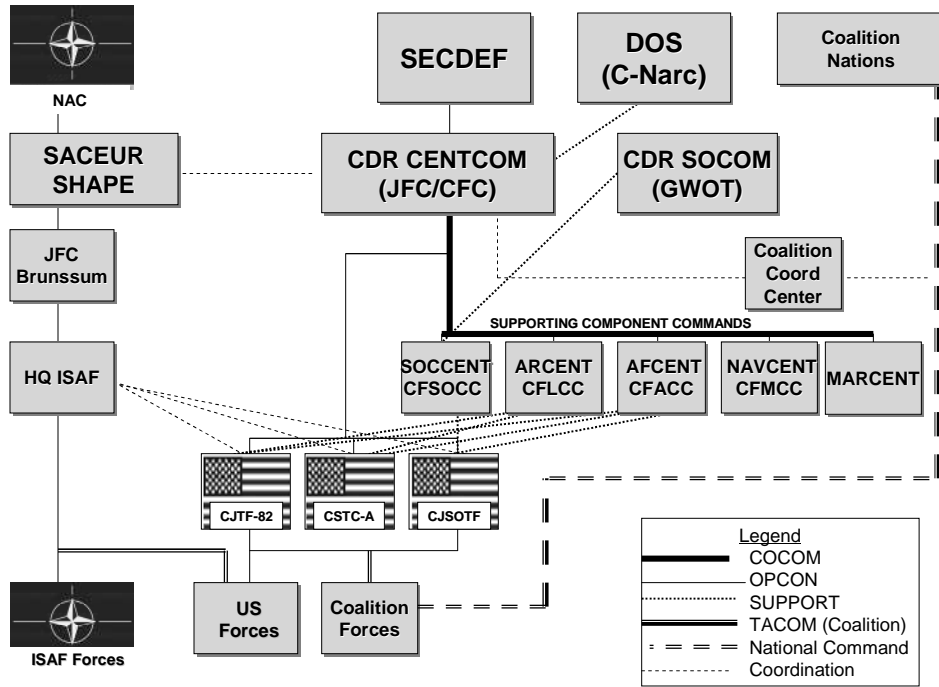 SECDEF
DOS
(C-Narc)
Coalition
Nations
NAC
SACEUR
SHAPE
CDR CENTCOM
(JFC/CFC)
CDR SOCOM
(GWOT)
JFC
Brunssum
Coalition
Coord
Center
SUPPORTING COMPONENT COMMANDS
HQ ISAF
SOCCENT
CFSOCC
ARCENT
CFLCC
AFCENT
CFACC
NAVCENT
CFMCC
MARCENT
CJTF-82
CSTC-A
CJSOTF
ISAF Forces
US
Forces
Coalition
Forces
Legend
COCOM
OPCON
SUPPORT
TACOM (Coalition)
National Command
Coordination